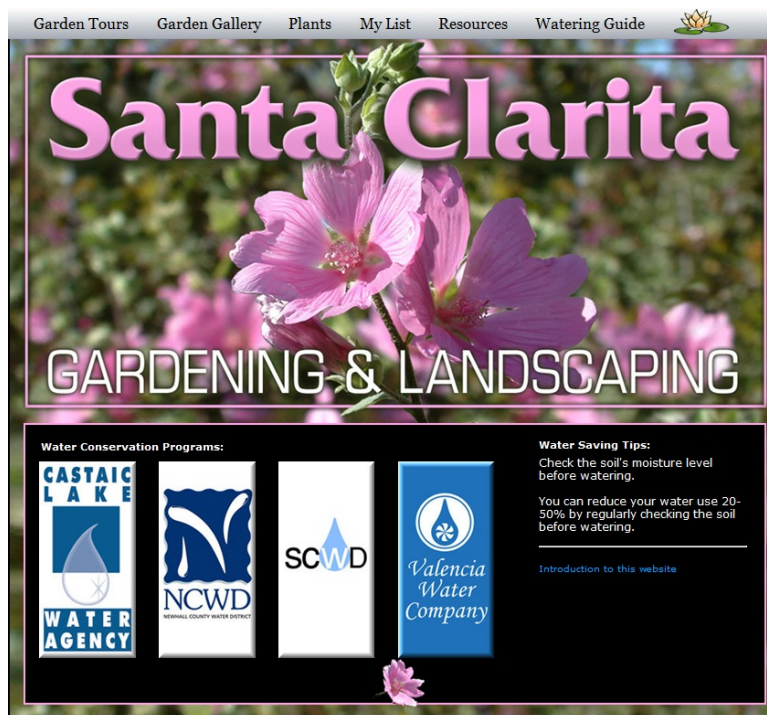 Garden Tours Garden Gallery Plants My List Resources Watering Guide
Santa Clarita
GARDENING & LANDSCAPING
Water Conservation Programs:
CASTAIC
LAKE
WATER
AGENCY
NCWD
NEWHALL COUNTY WATER DISTRICT
SCWD
Valencia
Water
Company
Water Saving Tips:
Check the soil's moisture level
before watering.
You can reduce your water use 20-
50% by regularly checking the soil
before watering.
Introduction to this website